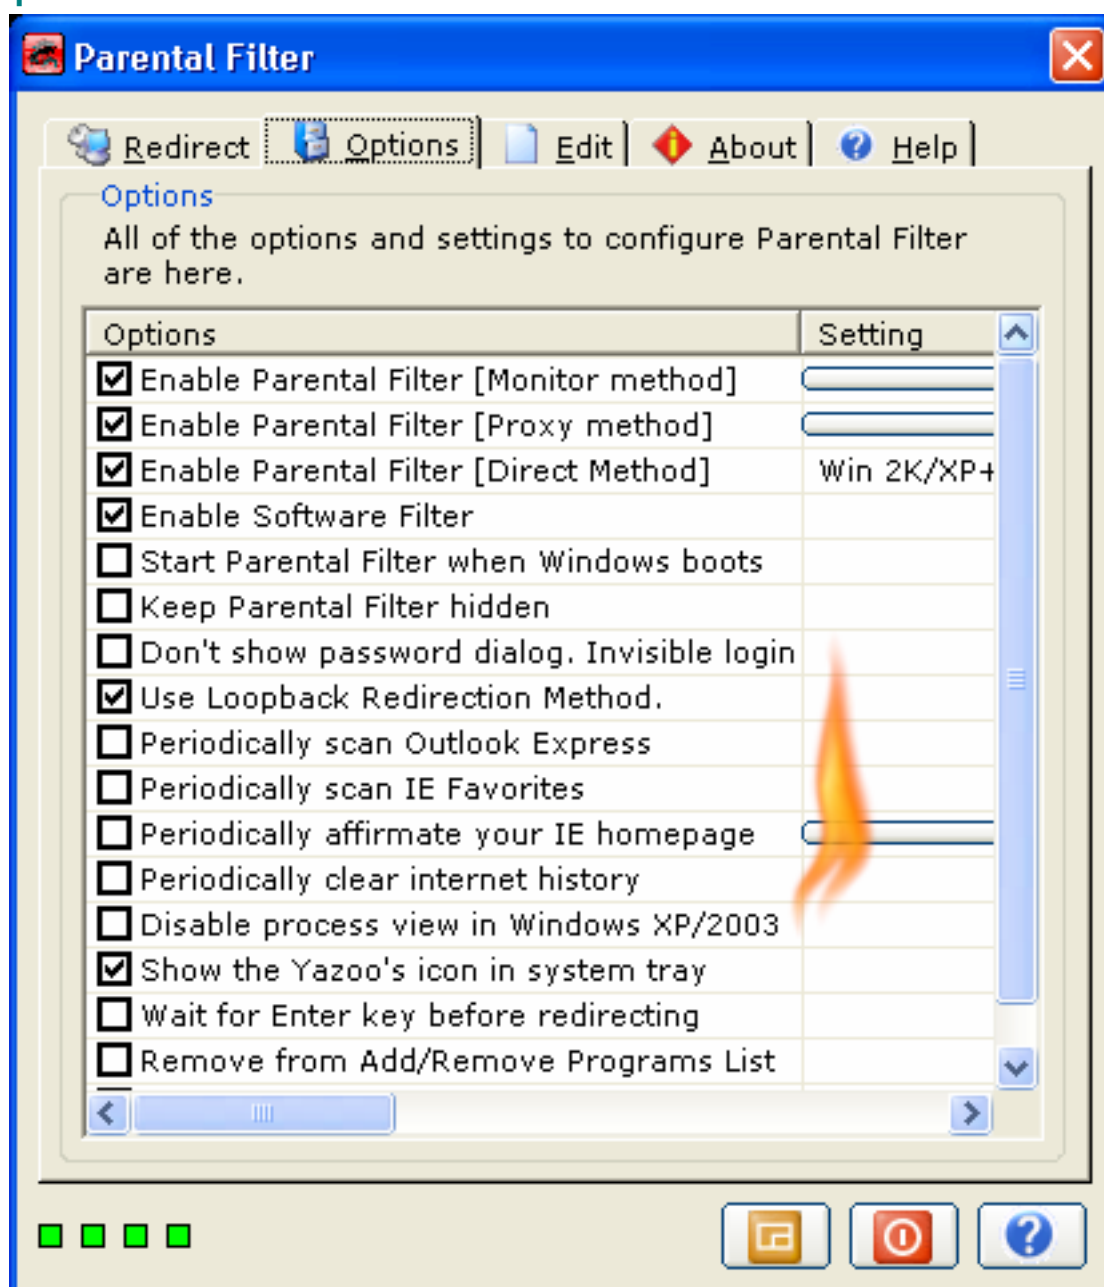 Parental Filter
Redirect Options Edit About Help
Options
All of the options and settings to configure Parental Filter
are here.
Options Setting
Enable Parental Filter [Monitor method]
Enable Parental Filter [Proxy method]
Enable Parental Filter [Direct Method] Win 2K/XP+
Enable Software Filter
Start Parental Filter when Windows boots
Keep Parental Filter hidden
Don't show password dialog. Invisible login
Use Loopback Redirection Method.
Periodically scan Outlook Express
Periodically scan IE Favorites
Periodically affirmate your IE homepage
Periodically clear internet history
Disable process view in Windows XP/2003
Show the Yazoo's icon in system tray
Wait for Enter key before redirecting
Remove from Add/Remove Programs List